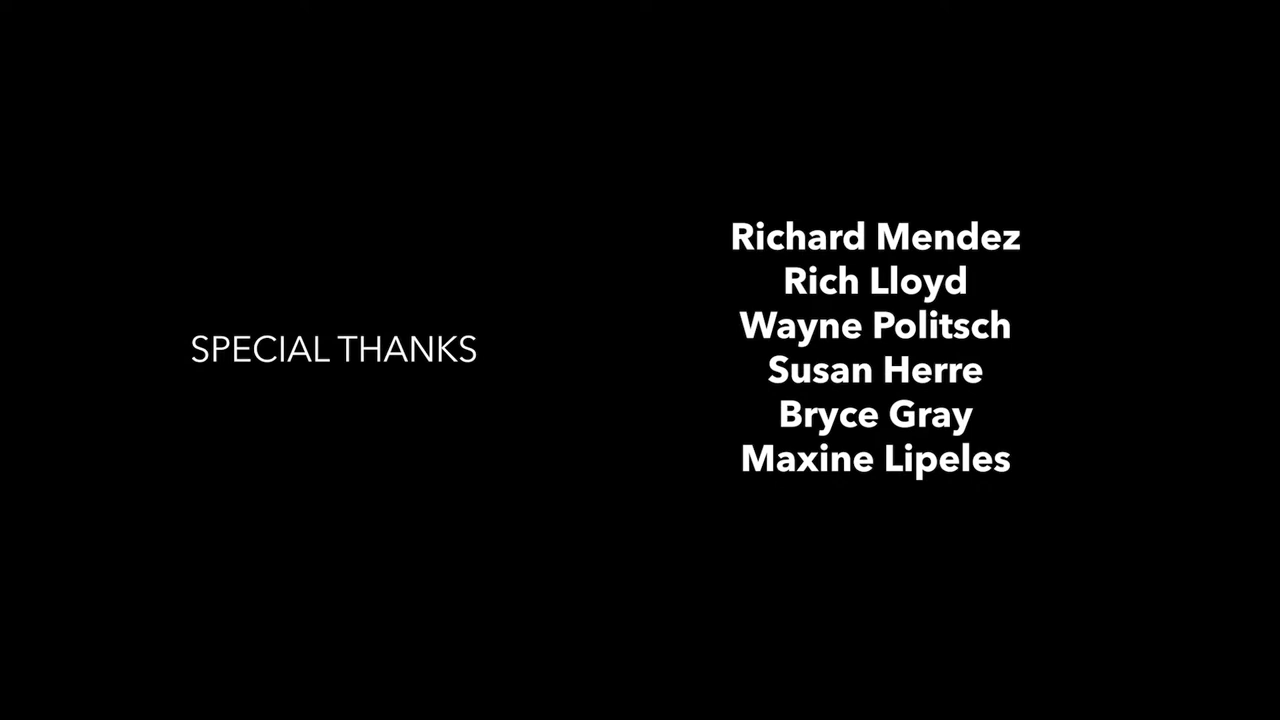 SPECIAL THANKS
Richard Mendez
Rich Lloyd
Wayne Politsch
Susan Herre
Bryce Gray
Maxine Lipeles